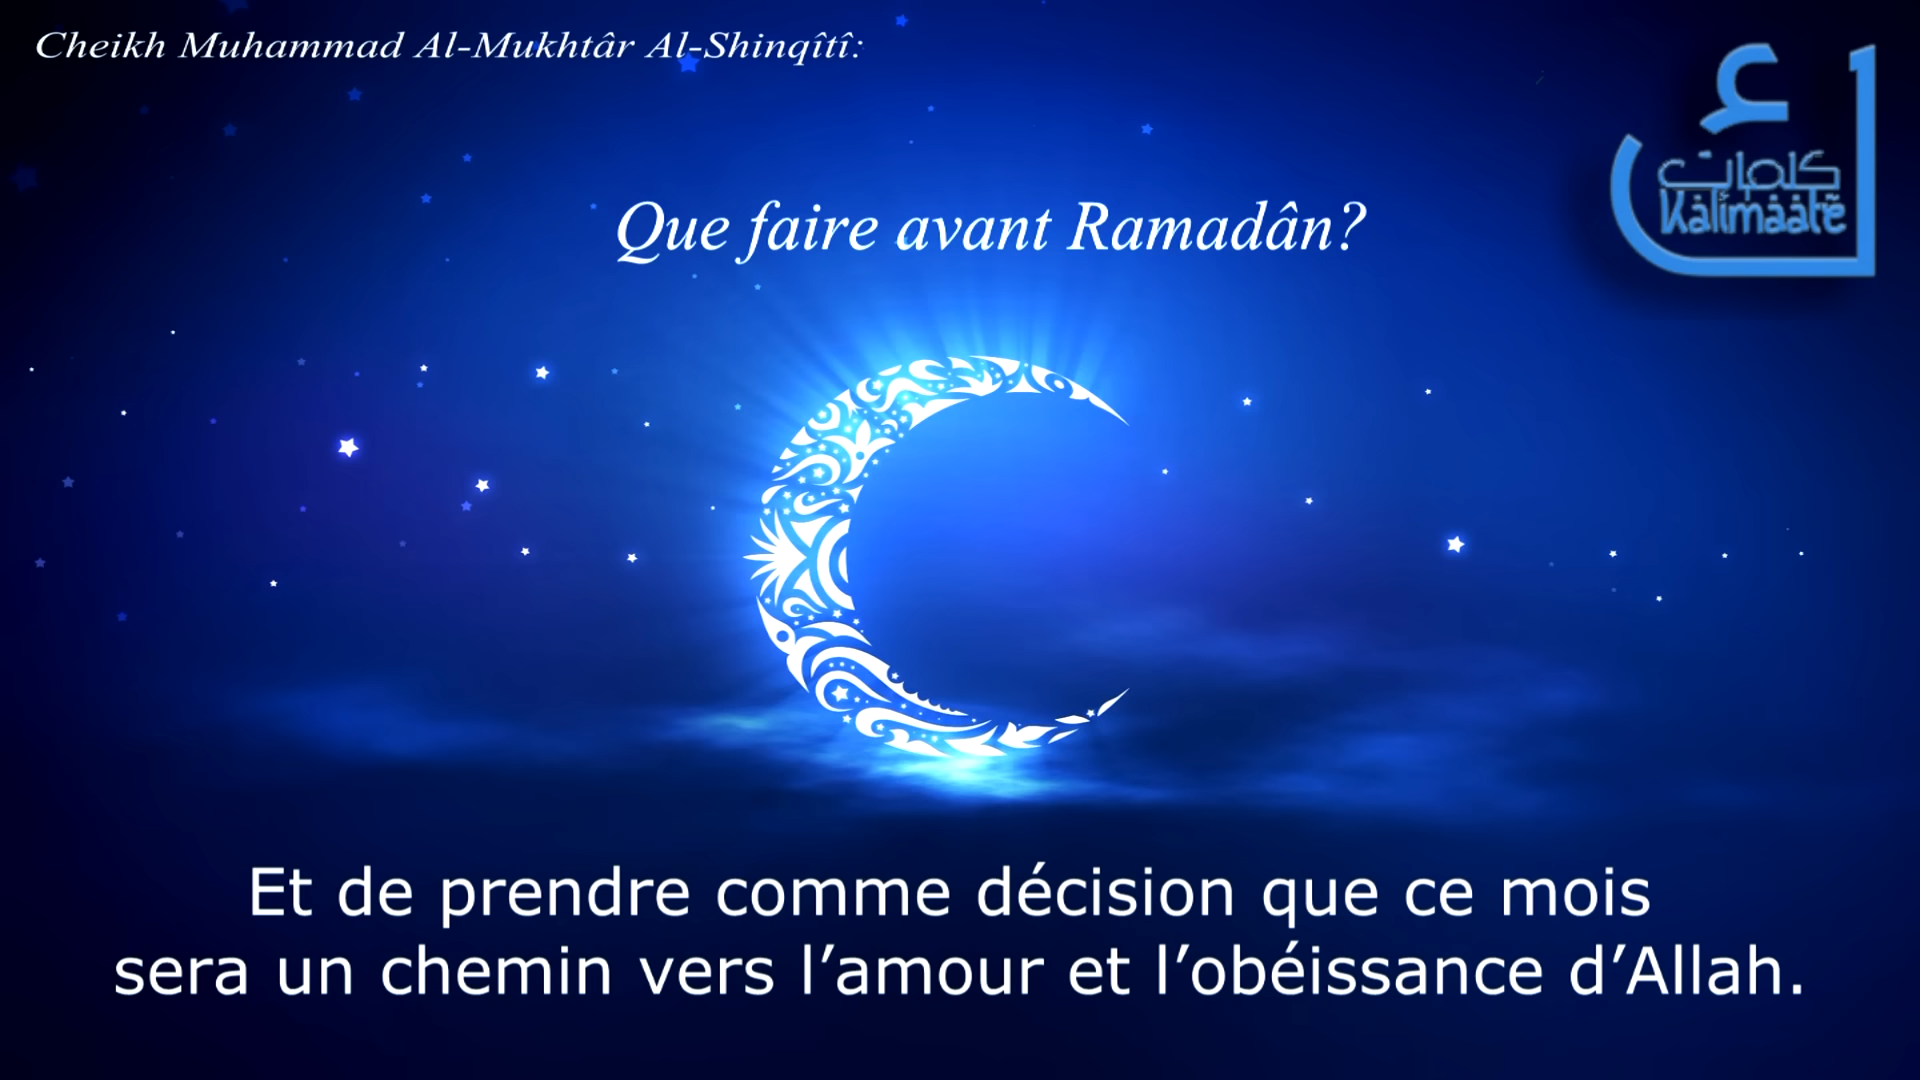 Cheikh Muhammad Al-Mukhtâr Al-Shinqîtî:
كلمات
kalimaate
Que faire avant Ramadân?
Et de prendre comme décision que ce mois
sera un chemin vers l’amour et l’obéissance d’Allah.